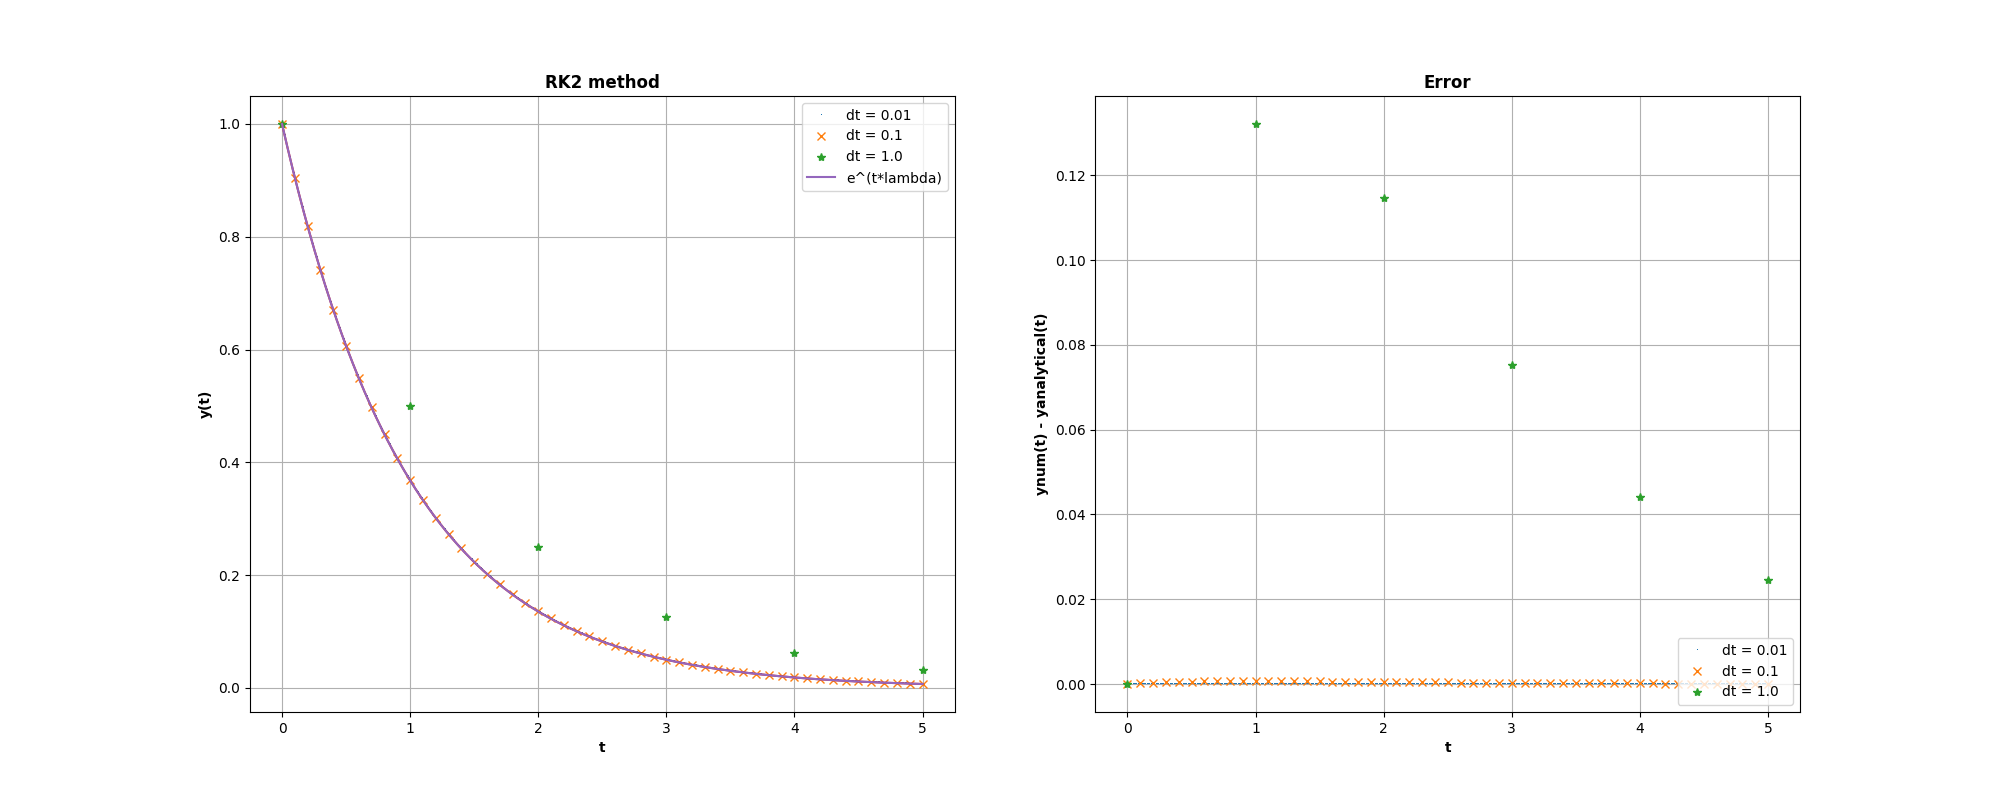 RK2 method
dt = 0.01
dt = 0.1
dt = 1.0
e^(t*lambda)
1.0
0.8
0.6
0.4
0.2
0.0
y(t)
0 1 2 3 4 5
t
Error
0.12
0.10
0.08
0.06
0.04
0.02
0.00
ynum(t) - yanalytical(t)
dt = 0.01
dt = 0.1
dt = 1.0
0 1 2 3 4 5
t